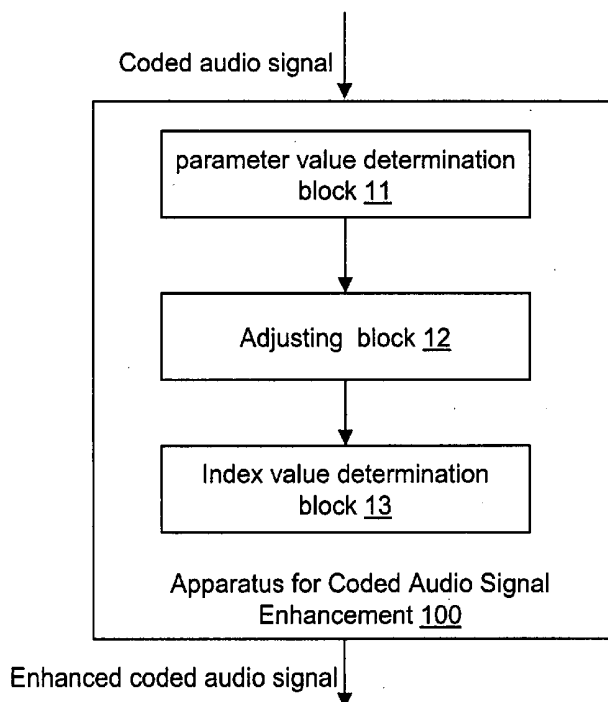 Coded audio signal
parameter value determination
block 11
Adjusting block 12
Index value determination
block 13
Apparatus for Coded Audio Signal
Enhancement 100
Enhanced coded audio signal